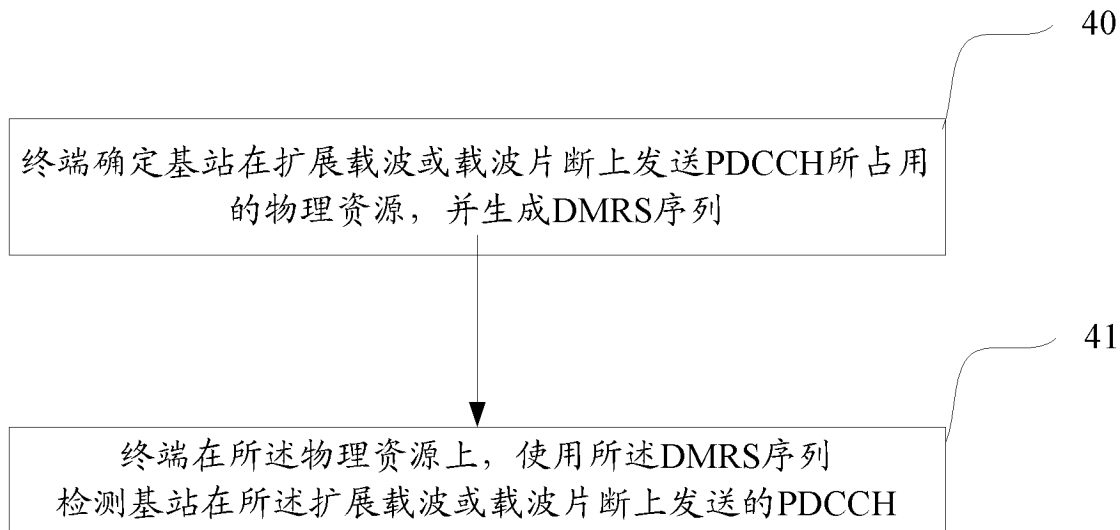 40
终端确定基站在扩展载波或载波片断上发送PDCCH所占用
的物理资源，并生成DMRS序列
41
终端在所述物理资源上，使用所述DMRS序列
检测基站在所述扩展载波或载波片断上发送的PDCCH